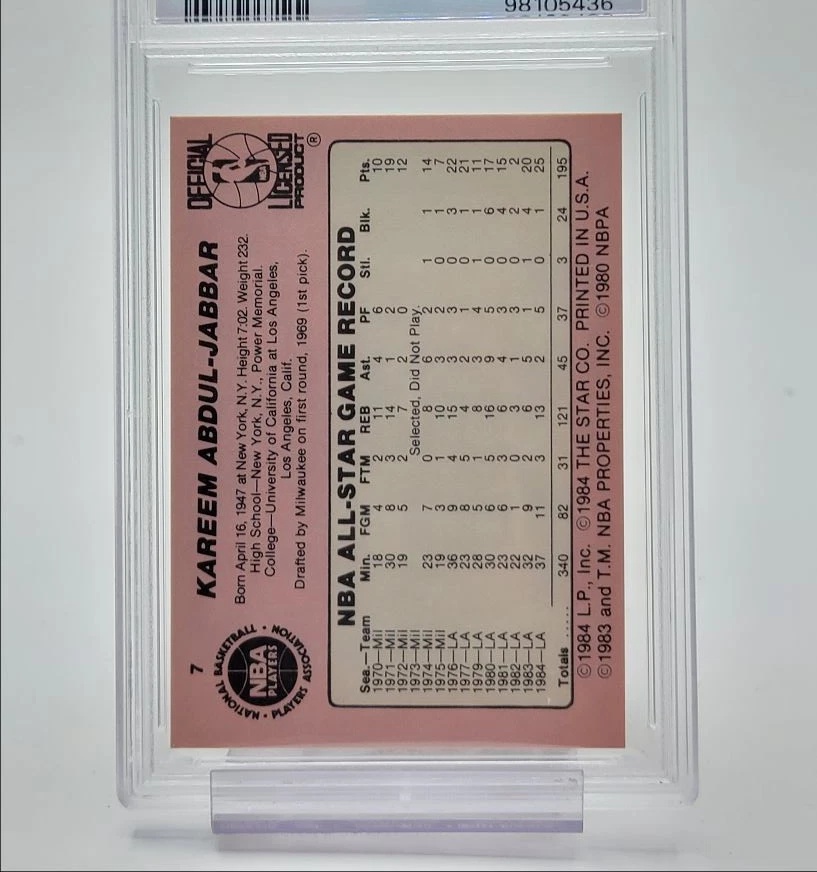 98105436
7
KAREEM ABDUL-JABBAR
NATIONAL BASKETBALL ASSOCIATION • PLAYERS •
NBA
PLAYERS
OFFICIAL
LICENSED
PRODUCT ®
Born April 16, 1947 at New York, N.Y. Height 7:02. Weight 232.
High School—New York, N.Y., Power Memorial.
College—University of California at Los Angeles,
Los Angeles, Calif.
Drafted by Milwaukee on first round, 1969 (1st pick).
NBA ALL-STAR GAME RECORD
Sea.—Team Min. FGM FTM REB Ast. PF Stl. Blk. Pts.
1970—Mil 18 4 2 11 4 6 10
1971—Mil 30 8 3 14 1 2 19
1972—Mil 19 5 2 7 2 0 12
1973—Mil Selected, Did Not Play.
1974—Mil 23 7 0 8 6 2 1 1 14
1975—Mil 19 3 1 10 3 2 0 1 7
1976—LA 36 9 4 15 3 3 0 3 22
1977—LA 23 8 5 4 2 1 0 1 21
1979—LA 28 5 1 8 3 4 1 1 11
1980—LA 30 6 5 16 9 5 0 6 17
1981—LA 23 6 3 6 4 3 0 4 15
1982—LA 22 1 0 3 1 3 0 2 2
1983—LA 32 9 2 6 5 1 1 4 20
1984—LA 37 11 3 13 2 5 0 1 25
Totals ..... 340 82 31 121 45 37 3 24 195
©1984 L.P., Inc. ©1984 THE STAR CO. PRINTED IN U.S.A.
©1983 and T.M. NBA PROPERTIES, INC. ©1980 NBPA